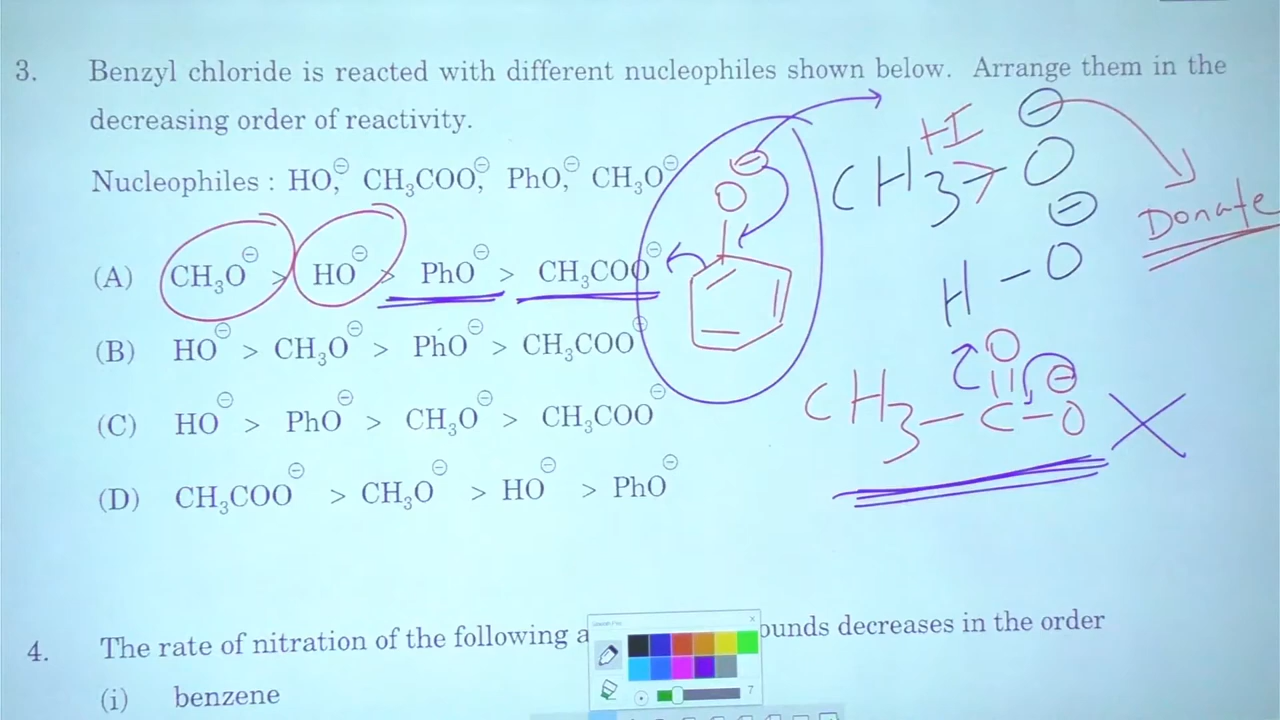 3. Benzyl chloride is reacted with different nucleophiles shown below. Arrange them in the
decreasing order of reactivity.
Nucleophiles : HO⊖, CH₃COO⊖, PhO⊖, CH₃O⊖
(A) CH₃O⊖ > HO⊖ > PhO⊖ > CH₃COO⊖
(B) HO⊖ > CH₃O⊖ > PhO⊖ > CH₃COO⊖
(C) HO⊖ > PhO⊖ > CH₃O⊖ > CH₃COO⊖
(D) CH₃COO⊖ > CH₃O⊖ > HO⊖ > PhO⊖
O⊖
+I
CH₃ > O⊖
Donate
H – O⊖
O
CH₃ – C – O⊖
4. The rate of nitration of the following a
ounds decreases in the order
(i) benzene
7